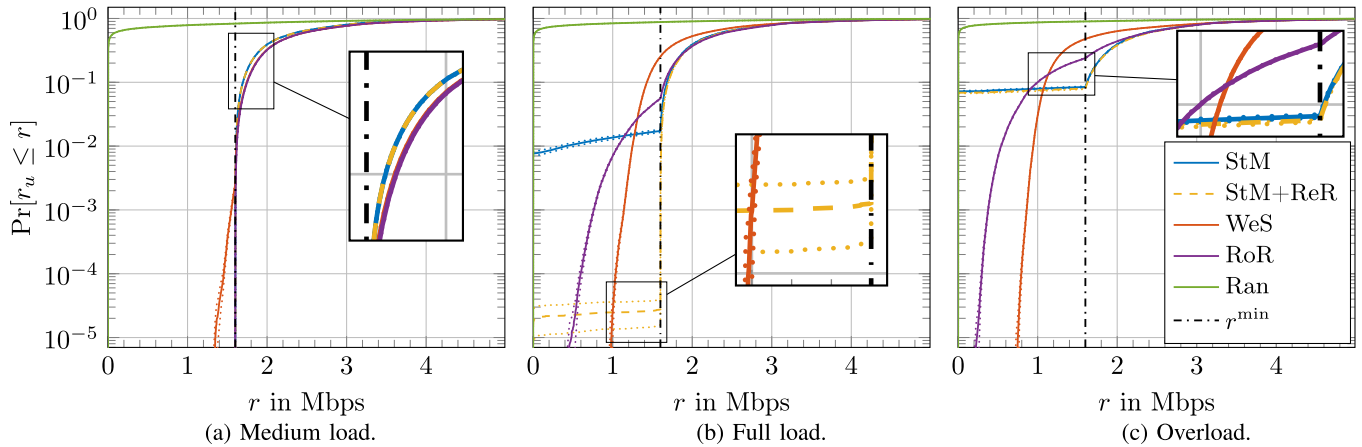 Pr[r_u ≤ r]
10^0
10^-1
10^-2
10^-3
10^-4
10^-5
0 1 2 3 4
r in Mbps
(a) Medium load.
0 1 2 3 4
r in Mbps
(b) Full load.
StM
StM+ReR
WeS
RoR
Ran
r^min
0 1 2 3 4
r in Mbps
(c) Overload.